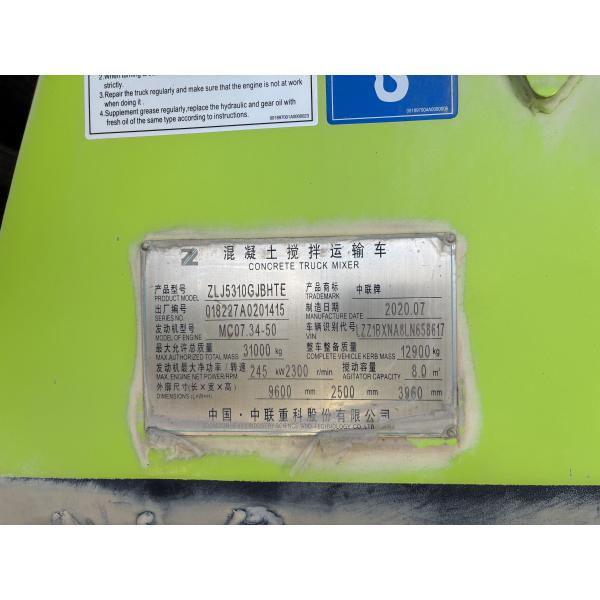 strictly.
3.Repair the truck regularly and make sure that the engine is not at work
when doing it .
4.Supplement grease regularly,replace the hydraulic and gear oil with
fresh oil of the same type according to instructions.
001697001A0000023
001697004A0000006
混凝土搅拌运输车
CONCRETE TRUCK MIXER
产品型号 ZLJ5310GJBHTE 产品商标 中联牌
PRODUCT MODEL TRADEMARK
出厂编号 018227A0201415 制造日期 2020.07
SERIES NO. MANUFACTURE DATE
发动机型号 MC07.34-50 车辆识别代号 LZZ1BXNA8LN658617
MODEL OF ENGINE VIN
最大允许总质量 31000 kg 整车整备质量 12900 kg
MAX AUTHORIZED TOTAL MASS COMPLETE VEHICLE KERB MASS
发动机最大净功率/转速 245 kW 2300 r/min 搅动容量 8.0 m³
MAX. ENGINE NET POWER/RPM AGITATOR CAPACITY
外廓尺寸(长×宽×高) 9600 mm 2500 mm 3960 mm
DIMENSIONS (L×W×H)
中国·中联重科股份有限公司
INDUSTRY SCIENCE AND TECHNOLOGY CO.,LTD.